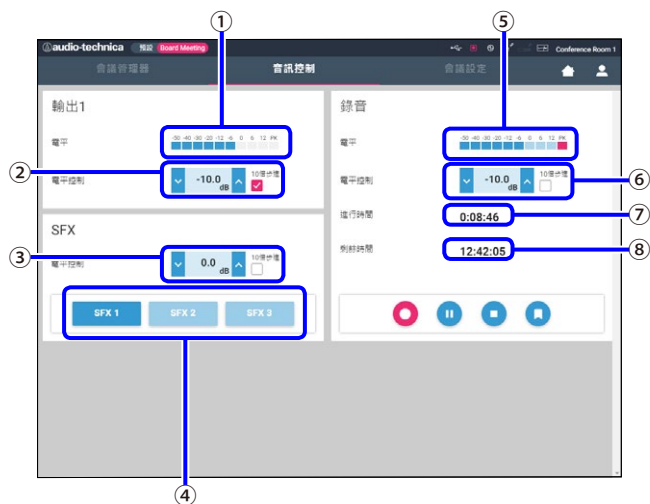 ① ⑤
audio-technica 預設 Board Meeting Conference Room 1
會議管理器 音訊控制 會議設定
輸出1
電平 -50 -40 -30 -20 -12 -6 0 6 12 PK
②
電平控制 -10.0 dB 10倍步進
SFX
③
電平控制 0.0 dB 10倍步進
SFX 1 SFX 2 SFX 3
④
錄音
電平 -50 -40 -30 -20 -12 -6 0 6 12 PK
電平控制 -10.0 dB 10倍步進 ⑥
進行時間 0:08:46 ⑦
剩餘時間 12:42:05 ⑧